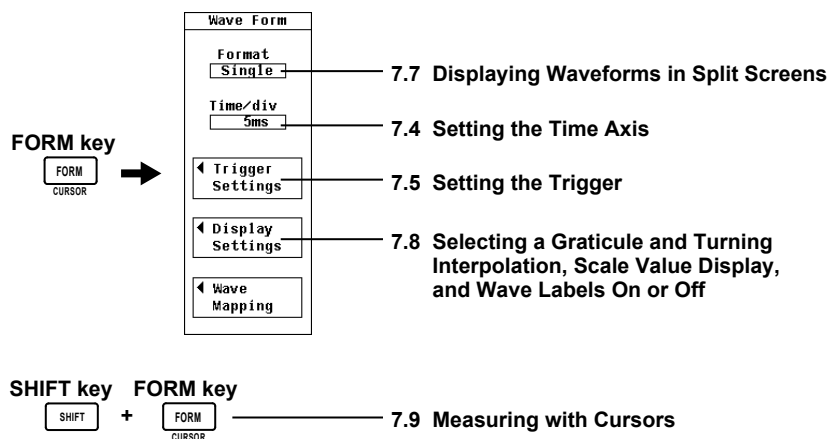 Wave Form
Format
Single
7.7 Displaying Waveforms in Split Screens
Time/div
5ms
7.4 Setting the Time Axis
FORM key
FORM
CURSOR
Trigger
Settings
7.5 Setting the Trigger
Display
Settings
7.8 Selecting a Graticule and Turning
Interpolation, Scale Value Display,
and Wave Labels On or Off
Wave
Mapping
SHIFT key FORM key
SHIFT + FORM
CURSOR
7.9 Measuring with Cursors